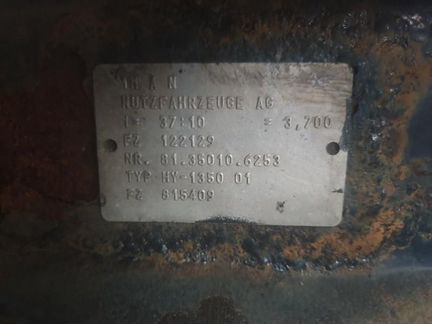 M A N
NUTZFAHRZEUGE AG
I = 37:10 = 3,700
FZ 122129
NR. 81.35010.6253
TYP HY-1350 01
FZ 615409